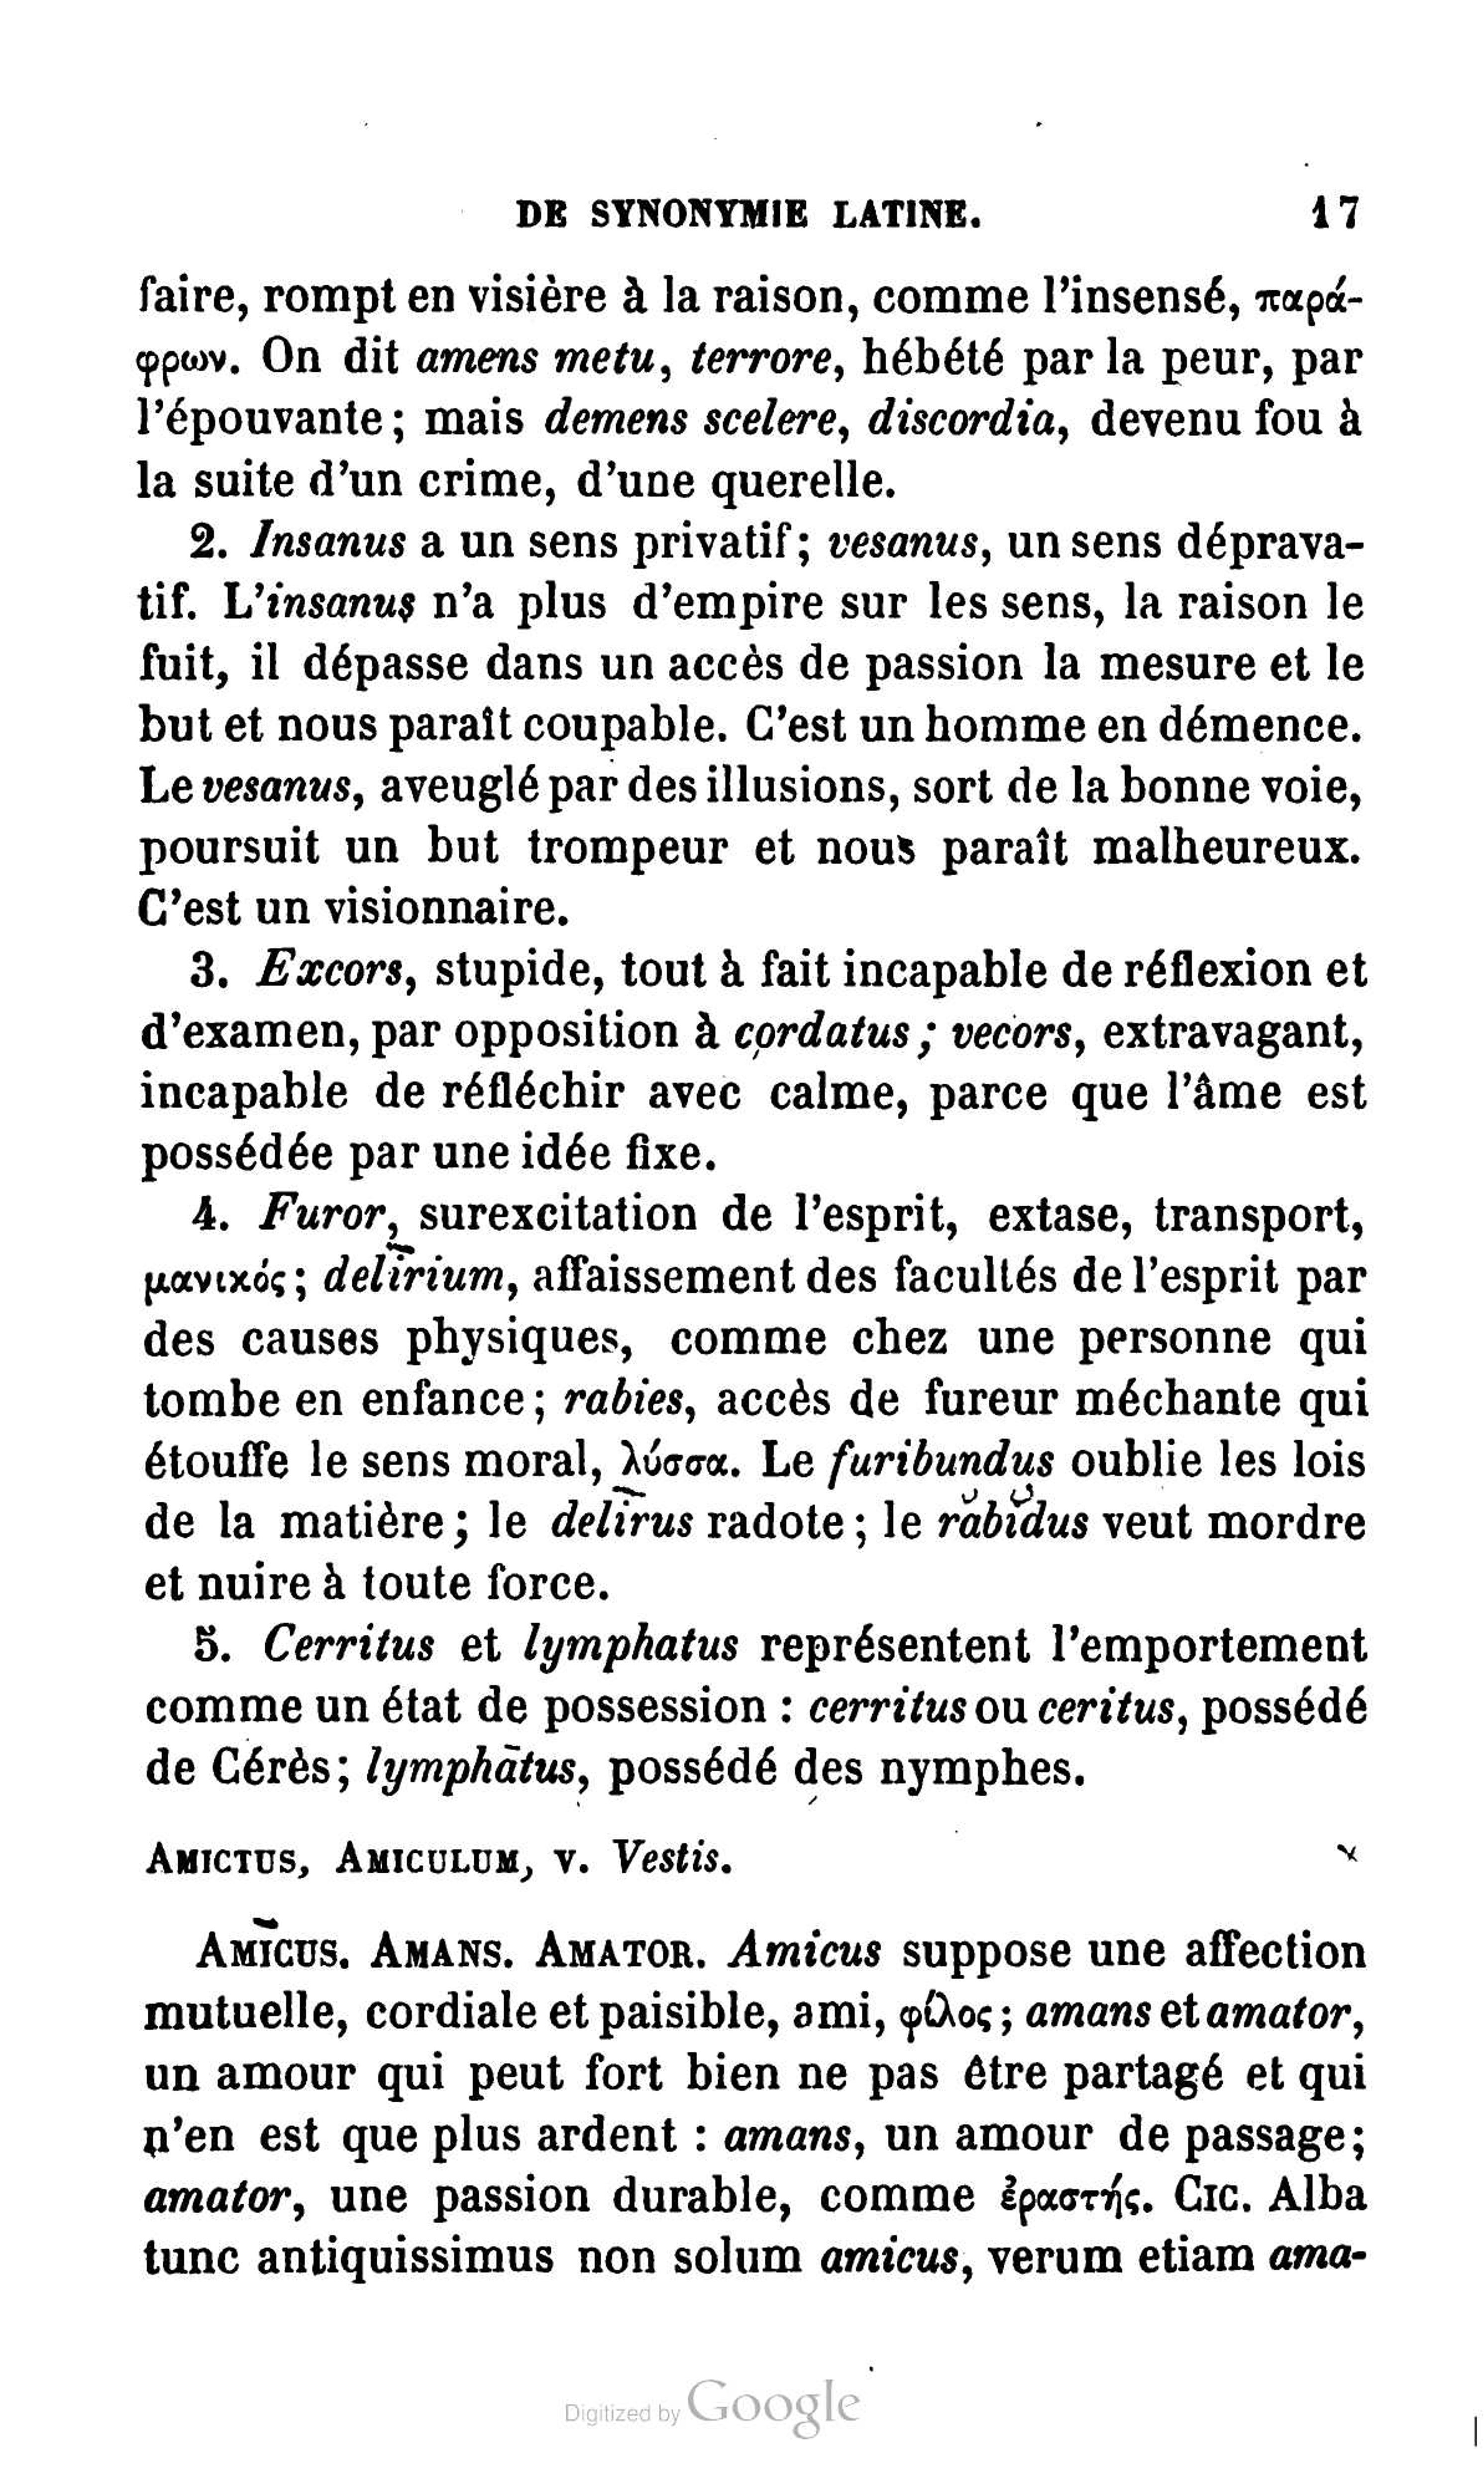 DE SYNONYMIE LATINE. 17
faire, rompt en visière à la raison, comme l'insensé, παρά-
φρων. On dit amens metu, terrore, hébété par la peur, par
l'épouvante; mais demens scelere, discordia, devenu fou à
la suite d'un crime, d'une querelle.
2. Insanus a un sens privatif; vesanus, un sens déprava-
tif. L'insanus n'a plus d'empire sur les sens, la raison le
fuit, il dépasse dans un accès de passion la mesure et le
but et nous paraît coupable. C'est un homme en démence.
Le vesanus, aveuglé par des illusions, sort de la bonne voie,
poursuit un but trompeur et nous paraît malheureux.
C'est un visionnaire.
3. Excors, stupide, tout à fait incapable de réflexion et
d'examen, par opposition à cordatus; vecors, extravagant,
incapable de réfléchir avec calme, parce que l'âme est
possédée par une idée fixe.
4. Furor, surexcitation de l'esprit, extase, transport,
μανικός; delīrium, affaissement des facultés de l'esprit par
des causes physiques, comme chez une personne qui
tombe en enfance; rabies, accès de fureur méchante qui
étouffe le sens moral, λύσσα. Le furibundus oublie les lois
de la matière; le delīrus radote; le răbĭdus veut mordre
et nuire à toute force.
5. Cerritus et lymphatus représentent l'emportement
comme un état de possession : cerritus ou ceritus, possédé
de Cérès; lymphātus, possédé des nymphes.
AMICTUS, AMICULUM, v. Vestis.
AMĪCUS. AMANS. AMATOR. Amicus suppose une affection
mutuelle, cordiale et paisible, ami, φίλος; amans et amator,
un amour qui peut fort bien ne pas être partagé et qui
n'en est que plus ardent : amans, un amour de passage;
amator, une passion durable, comme ἐραστής. CIC. Alba
tunc antiquissimus non solum amicus, verum etiam ama-
Digitized by Google